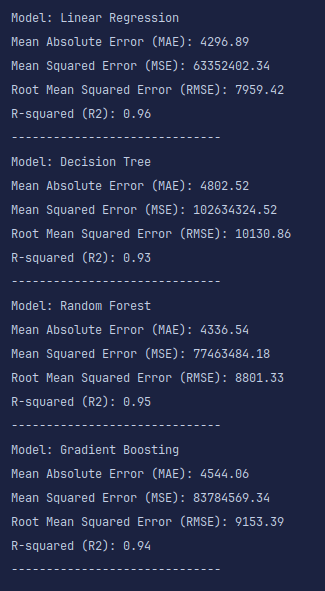 Model: Linear Regression
Mean Absolute Error (MAE): 4296.89
Mean Squared Error (MSE): 63352402.34
Root Mean Squared Error (RMSE): 7959.42
R-squared (R2): 0.96
------------------------------
Model: Decision Tree
Mean Absolute Error (MAE): 4802.52
Mean Squared Error (MSE): 102634324.52
Root Mean Squared Error (RMSE): 10130.86
R-squared (R2): 0.93
------------------------------
Model: Random Forest
Mean Absolute Error (MAE): 4336.54
Mean Squared Error (MSE): 77463484.18
Root Mean Squared Error (RMSE): 8801.33
R-squared (R2): 0.95
------------------------------
Model: Gradient Boosting
Mean Absolute Error (MAE): 4544.06
Mean Squared Error (MSE): 83784569.34
Root Mean Squared Error (RMSE): 9153.39
R-squared (R2): 0.94
------------------------------